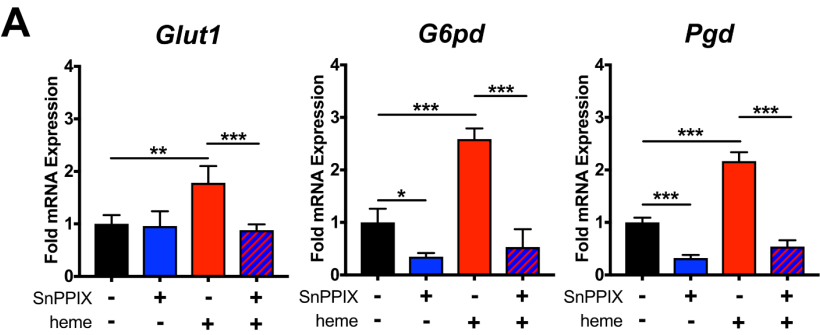 A
Glut1
G6pd
Pgd
Fold mRNA Expression
4
3
2
1
0
**
***
SnPPIX - + - +
heme - - + +
Fold mRNA Expression
4
3
2
1
0
***
***
*
SnPPIX - + - +
heme - - + +
Fold mRNA Expression
4
3
2
1
0
***
***
***
SnPPIX - + - +
heme - - + +